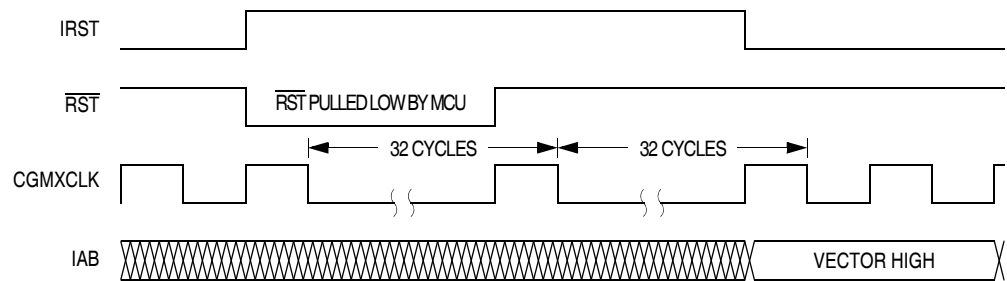 IRST
RST
RST PULLED LOW BY MCU
32 CYCLES
32 CYCLES
CGMXCLK
IAB
VECTOR HIGH